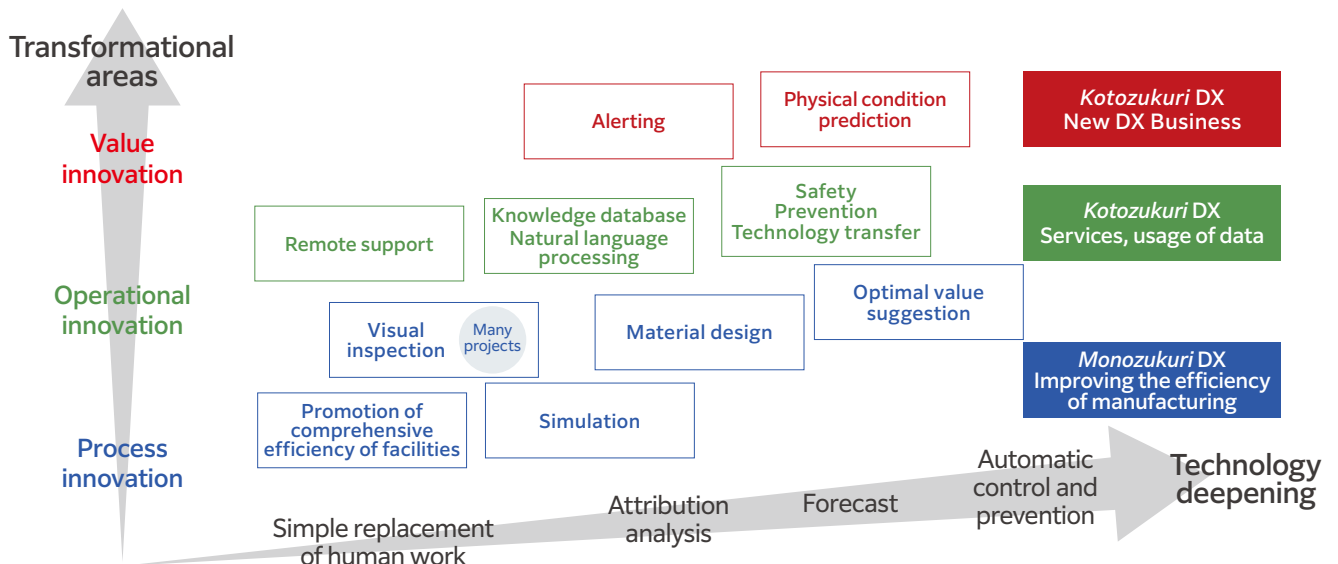 Transformational
areas
Value
innovation
Operational
innovation
Process
innovation
Alerting
Physical condition
prediction
Kotozukuri DX
New DX Business
Remote support
Knowledge database
Natural language
processing
Safety
Prevention
Technology transfer
Kotozukuri DX
Services, usage of data
Visual
inspection
Many
projects
Material design
Optimal value
suggestion
Monozukuri DX
Improving the efficiency
of manufacturing
Promotion of
comprehensive
efficiency of facilities
Simulation
Simple replacement
of human work
Attribution
analysis
Forecast
Automatic
control and
prevention
Technology
deepening